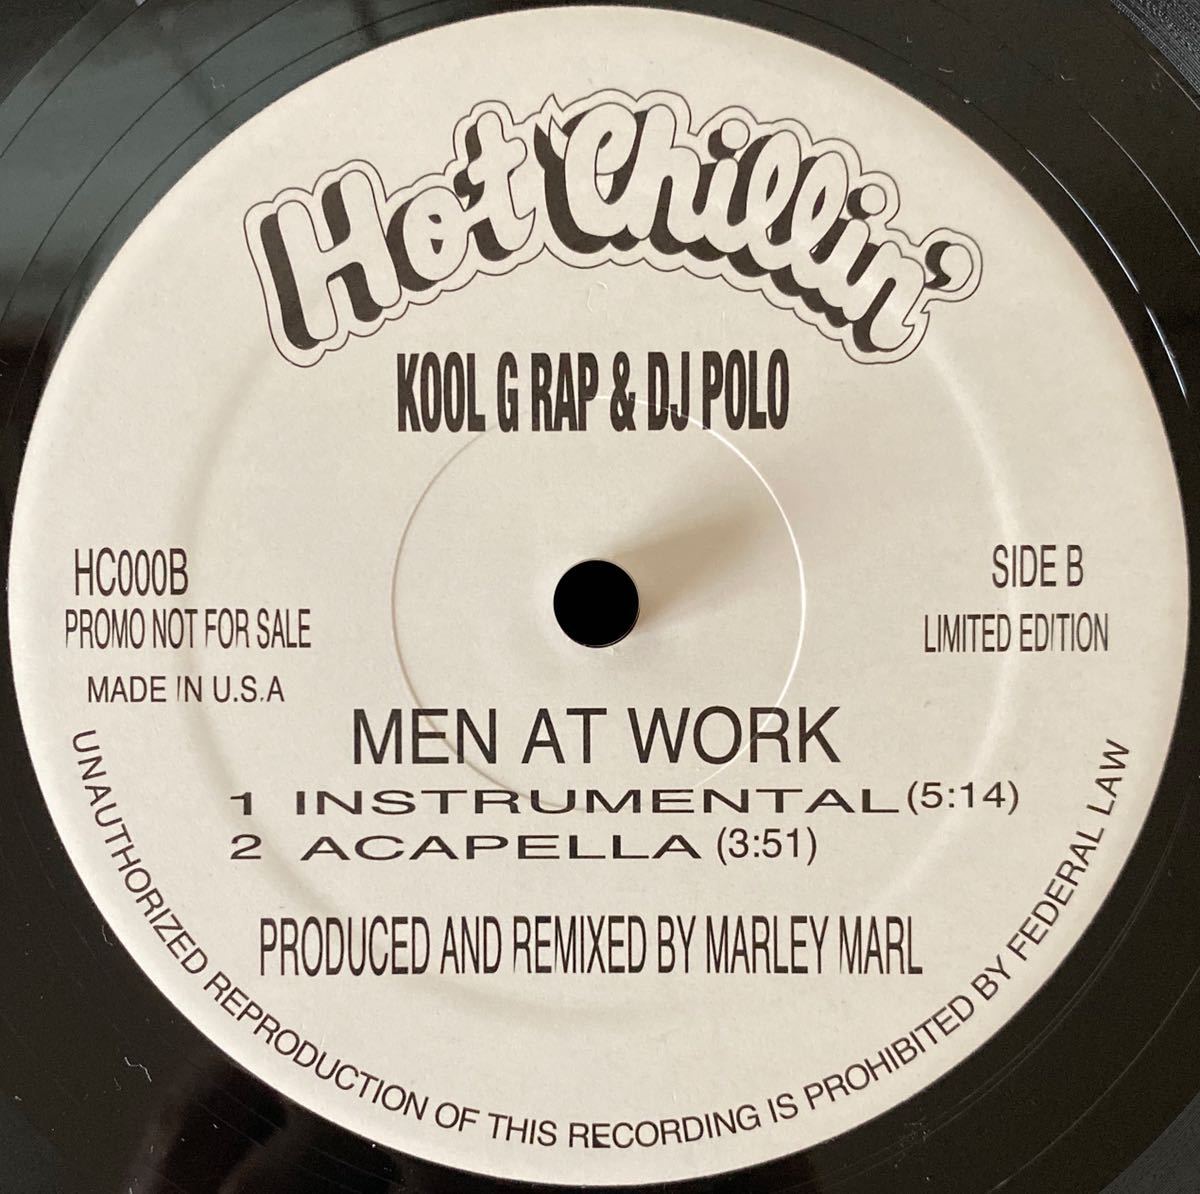 Hot Chillin'
KOOL G RAP & DJ POLO
HC000B
PROMO NOT FOR SALE
MADE IN U.S.A
SIDE B
LIMITED EDITION
MEN AT WORK
1 INSTRUMENTAL (5:14)
2 ACAPELLA (3:51)
PRODUCED AND REMIXED BY MARLEY MARL
UNAUTHORIZED REPRODUCTION OF THIS RECORDING IS PROHIBITED BY FEDERAL LAW